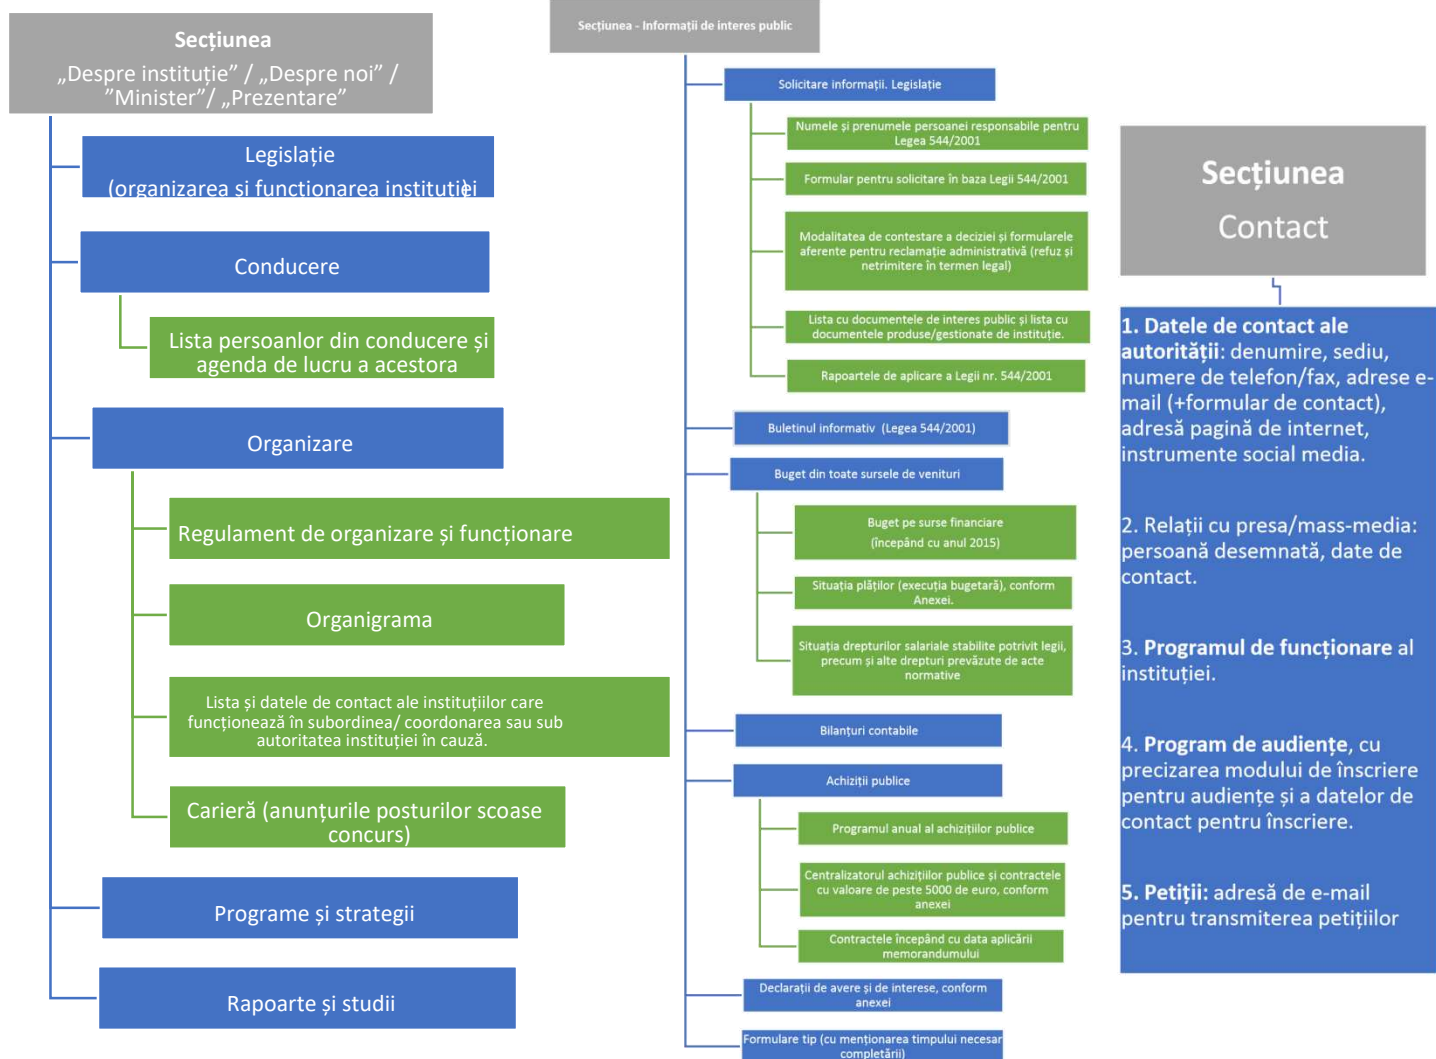 Secțiunea
„Despre instituție” / „Despre noi” /
”Minister”/ „Prezentare”
Legislație
(organizarea si functionarea institutiei)
Conducere
Lista persoanlor din conducere și
agenda de lucru a acestora
Organizare
Regulament de organizare și funcționare
Organigrama
Lista și datele de contact ale instituțiilor care
funcționează în subordinea/ coordonarea sau sub
autoritatea instituției în cauză.
Carieră (anunțurile posturilor scoase
concurs)
Programe și strategii
Rapoarte și studii
Secțiunea - Informații de interes public
Solicitare informații. Legislație
Numele și prenumele persoanei responsabile pentru
Legea 544/2001
Formular pentru solicitare în baza Legii 544/2001
Modalitatea de contestare a deciziei și formularele
aferente pentru reclamație administrativă (refuz și
netrimitere în termen legal)
Lista cu documentele de interes public și lista cu
documentele produse/gestionate de instituție.
Rapoartele de aplicare a Legii nr. 544/2001
Buletinul informativ (Legea 544/2001)
Buget din toate sursele de venituri
Buget pe surse financiare
(începând cu anul 2015)
Situația plăților (execuția bugetară), conform
Anexei.
Situația drepturilor salariale stabilite potrivit legii,
precum și alte drepturi prevăzute de acte
normative
Bilanțuri contabile
Achiziții publice
Programul anual al achizițiilor publice
Centralizatorul achizițiilor publice și contractele
cu valoare de peste 5000 de euro, conform
anexei
Contractele începând cu data aplicării
memorandumului
Declarații de avere și de interese, conform
anexei
Formulare tip (cu menționarea timpului necesar
completării)
Secțiunea
Contact
1. Datele de contact ale
autorității: denumire, sediu,
numere de telefon/fax, adrese e-
mail (+formular de contact),
adresă pagină de internet,
instrumente social media.
2. Relații cu presa/mass-media:
persoană desemnată, date de
contact.
3. Programul de funcționare al
instituției.
4. Program de audiențe, cu
precizarea modului de înscriere
pentru audiențe și a datelor de
contact pentru înscriere.
5. Petiții: adresă de e-mail
pentru transmiterea petițiilor